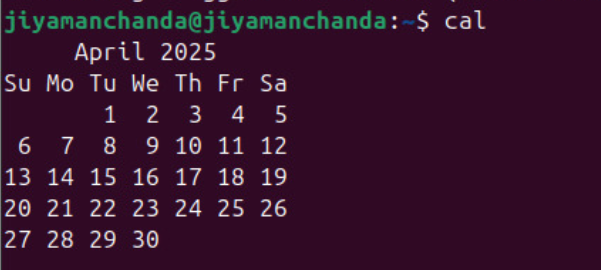 jiyamanchanda@jiyamanchanda:~$ cal
     April 2025
Su Mo Tu We Th Fr Sa
       1  2  3  4  5
 6  7  8  9 10 11 12
13 14 15 16 17 18 19
20 21 22 23 24 25 26
27 28 29 30